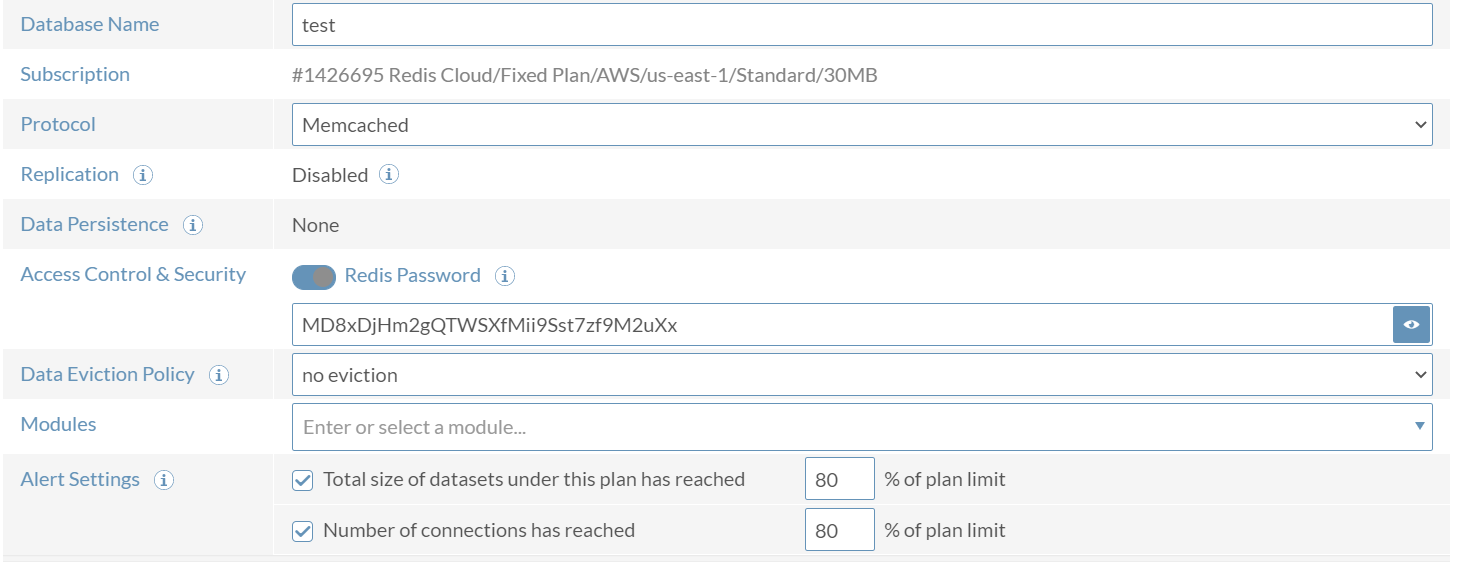 Database Name test
Subscription #1426695 Redis Cloud/Fixed Plan/AWS/us-east-1/Standard/30MB
Protocol Memcached
Replication Disabled
Data Persistence None
Access Control & Security Redis Password
MD8xDjHm2gQTWSXfMii9Sst7zf9M2uXx
Data Eviction Policy no eviction
Modules Enter or select a module...
Alert Settings Total size of datasets under this plan has reached 80 % of plan limit
Number of connections has reached 80 % of plan limit